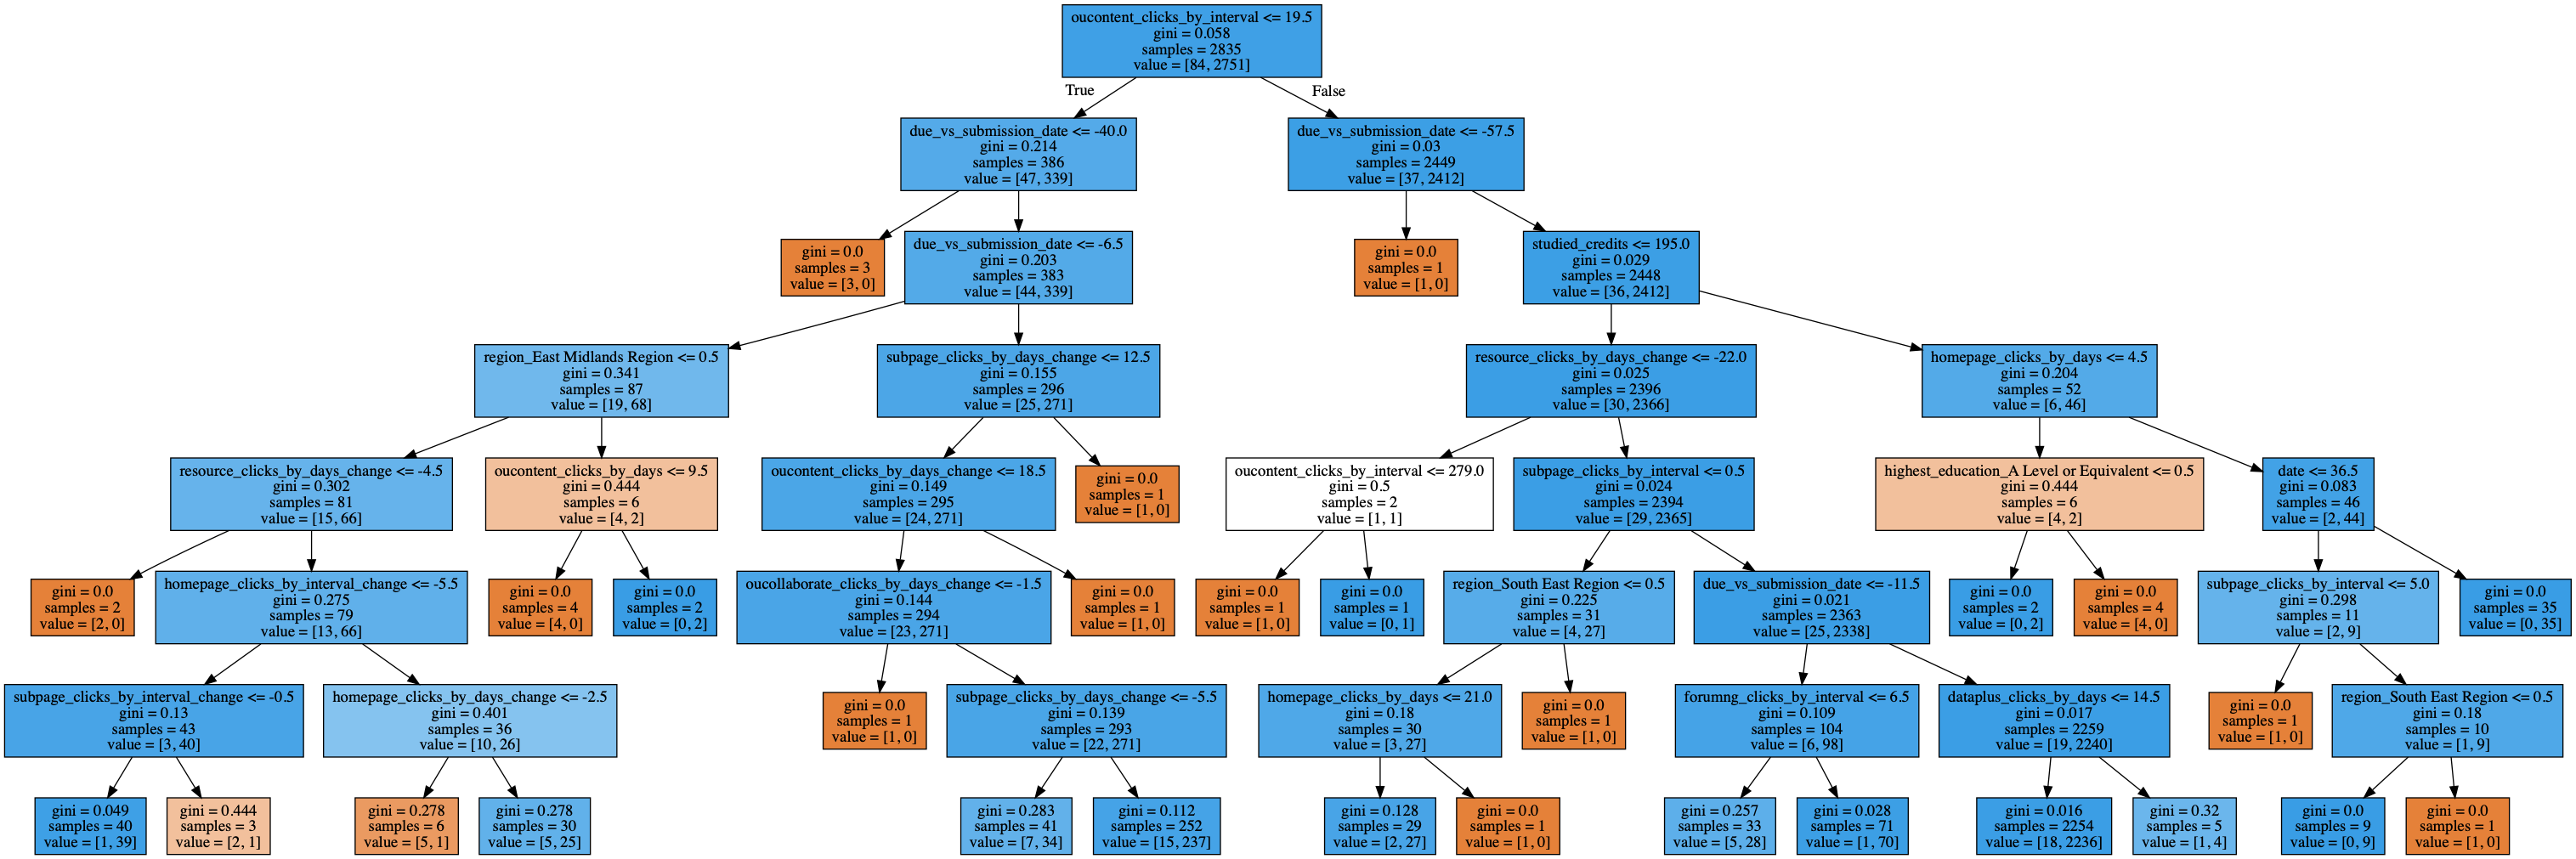 oucontent_clicks_by_interval <= 19.5
gini = 0.058
samples = 2835
value = [84, 2751]
True
False
due_vs_submission_date <= -40.0
gini = 0.214
samples = 386
value = [47, 339]
due_vs_submission_date <= -57.5
gini = 0.03
samples = 2449
value = [37, 2412]
gini = 0.0
samples = 3
value = [3, 0]
due_vs_submission_date <= -6.5
gini = 0.203
samples = 383
value = [44, 339]
gini = 0.0
samples = 1
value = [1, 0]
studied_credits <= 195.0
gini = 0.029
samples = 2448
value = [36, 2412]
region_East Midlands Region <= 0.5
gini = 0.341
samples = 87
value = [19, 68]
subpage_clicks_by_days_change <= 12.5
gini = 0.155
samples = 296
value = [25, 271]
resource_clicks_by_days_change <= -22.0
gini = 0.025
samples = 2396
value = [30, 2366]
homepage_clicks_by_days <= 4.5
gini = 0.204
samples = 52
value = [6, 46]
resource_clicks_by_days_change <= -4.5
gini = 0.302
samples = 81
value = [15, 66]
oucontent_clicks_by_days <= 9.5
gini = 0.444
samples = 6
value = [4, 2]
oucontent_clicks_by_days_change <= 18.5
gini = 0.149
samples = 295
value = [24, 271]
gini = 0.0
samples = 1
value = [1, 0]
oucontent_clicks_by_interval <= 279.0
gini = 0.5
samples = 2
value = [1, 1]
subpage_clicks_by_interval <= 0.5
gini = 0.024
samples = 2394
value = [29, 2365]
highest_education_A Level or Equivalent <= 0.5
gini = 0.444
samples = 6
value = [4, 2]
date <= 36.5
gini = 0.083
samples = 46
value = [2, 44]
gini = 0.0
samples = 2
value = [2, 0]
homepage_clicks_by_interval_change <= -5.5
gini = 0.275
samples = 79
value = [13, 66]
gini = 0.0
samples = 4
value = [4, 0]
gini = 0.0
samples = 2
value = [0, 2]
oucollaborate_clicks_by_days_change <= -1.5
gini = 0.144
samples = 294
value = [23, 271]
gini = 0.0
samples = 1
value = [1, 0]
gini = 0.0
samples = 1
value = [1, 0]
gini = 0.0
samples = 1
value = [0, 1]
region_South East Region <= 0.5
gini = 0.225
samples = 31
value = [4, 27]
due_vs_submission_date <= -11.5
gini = 0.021
samples = 2363
value = [25, 2338]
gini = 0.0
samples = 2
value = [0, 2]
gini = 0.0
samples = 4
value = [4, 0]
subpage_clicks_by_interval <= 5.0
gini = 0.298
samples = 11
value = [2, 9]
gini = 0.0
samples = 35
value = [0, 35]
subpage_clicks_by_interval_change <= -0.5
gini = 0.13
samples = 43
value = [3, 40]
homepage_clicks_by_days_change <= -2.5
gini = 0.401
samples = 36
value = [10, 26]
gini = 0.0
samples = 1
value = [1, 0]
subpage_clicks_by_days_change <= -5.5
gini = 0.139
samples = 293
value = [22, 271]
homepage_clicks_by_days <= 21.0
gini = 0.18
samples = 30
value = [3, 27]
gini = 0.0
samples = 1
value = [1, 0]
forumng_clicks_by_interval <= 6.5
gini = 0.109
samples = 104
value = [6, 98]
dataplus_clicks_by_days <= 14.5
gini = 0.017
samples = 2259
value = [19, 2240]
gini = 0.0
samples = 1
value = [1, 0]
region_South East Region <= 0.5
gini = 0.18
samples = 10
value = [1, 9]
gini = 0.049
samples = 40
value = [1, 39]
gini = 0.444
samples = 3
value = [2, 1]
gini = 0.278
samples = 6
value = [5, 1]
gini = 0.278
samples = 30
value = [5, 25]
gini = 0.283
samples = 41
value = [7, 34]
gini = 0.112
samples = 252
value = [15, 237]
gini = 0.128
samples = 29
value = [2, 27]
gini = 0.0
samples = 1
value = [1, 0]
gini = 0.257
samples = 33
value = [5, 28]
gini = 0.028
samples = 71
value = [1, 70]
gini = 0.016
samples = 2254
value = [18, 2236]
gini = 0.32
samples = 5
value = [1, 4]
gini = 0.0
samples = 9
value = [0, 9]
gini = 0.0
samples = 1
value = [1, 0]